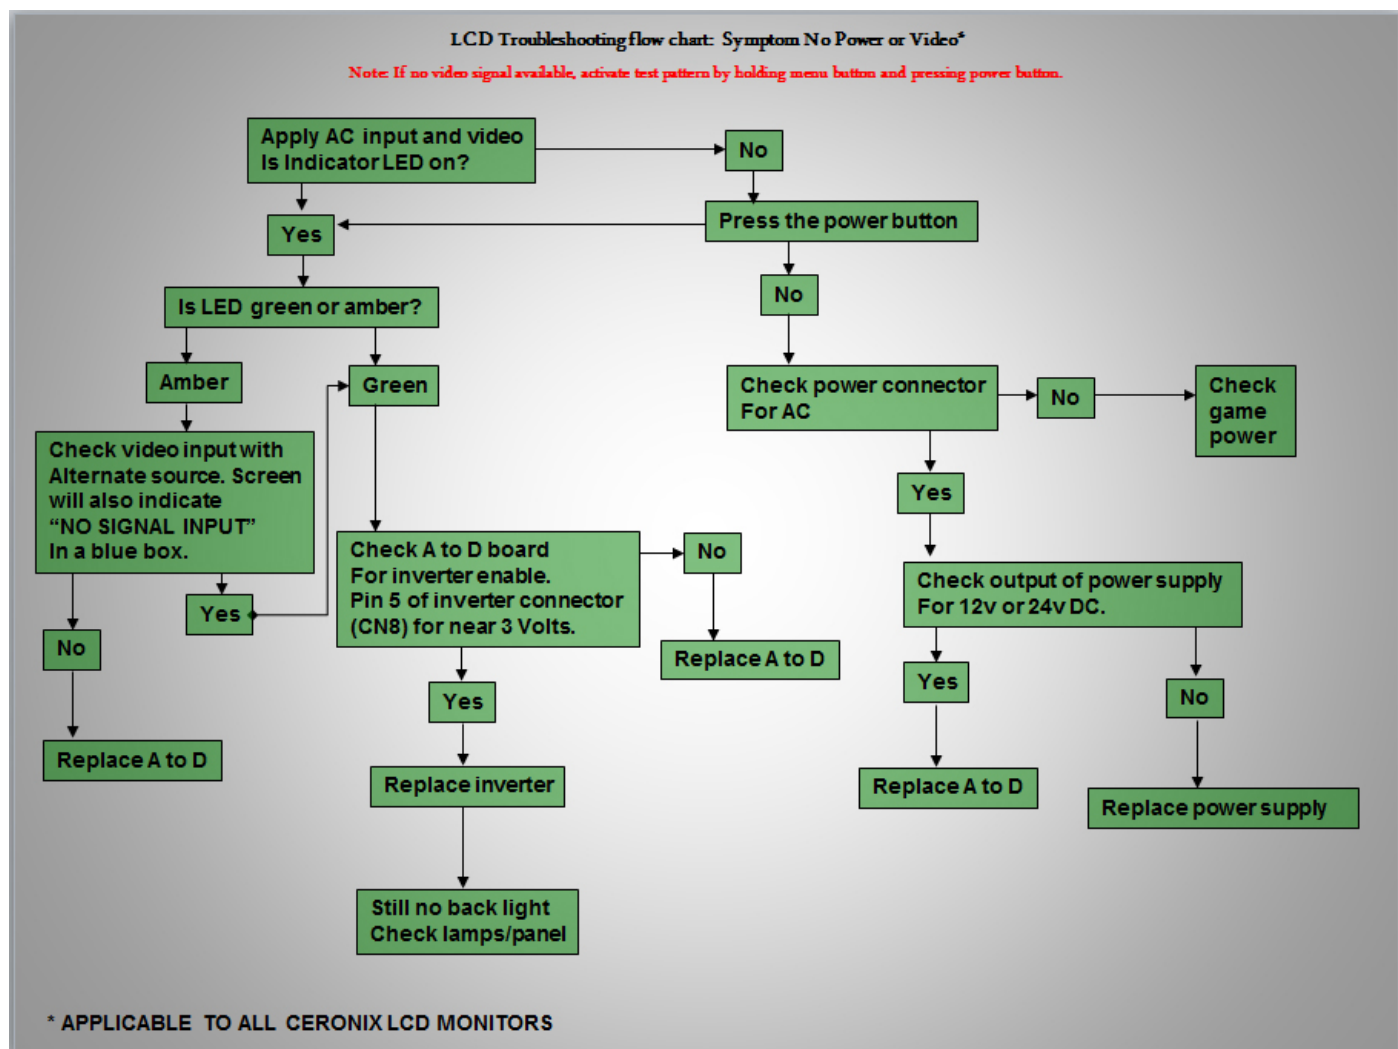 LCD Troubleshooting flow chart: Symptom No Power or Video*
Note: If no video signal available, activate test pattern by holding menu button and pressing power button.
Apply AC input and video
Is Indicator LED on?
No
Yes
Press the power button
No
Is LED green or amber?
Amber
Green
Check power connector
For AC
No
Check
game
power
Check video input with
Alternate source. Screen
will also indicate
“NO SIGNAL INPUT”
In a blue box.
Yes
Check A to D board
For inverter enable.
Pin 5 of inverter connector
(CN8) for near 3 Volts.
No
Check output of power supply
For 12v or 24v DC.
Yes
No
Replace A to D
Yes
No
Yes
Replace A to D
Replace inverter
Replace A to D
Replace power supply
Still no back light
Check lamps/panel
* APPLICABLE TO ALL CERONIX LCD MONITORS